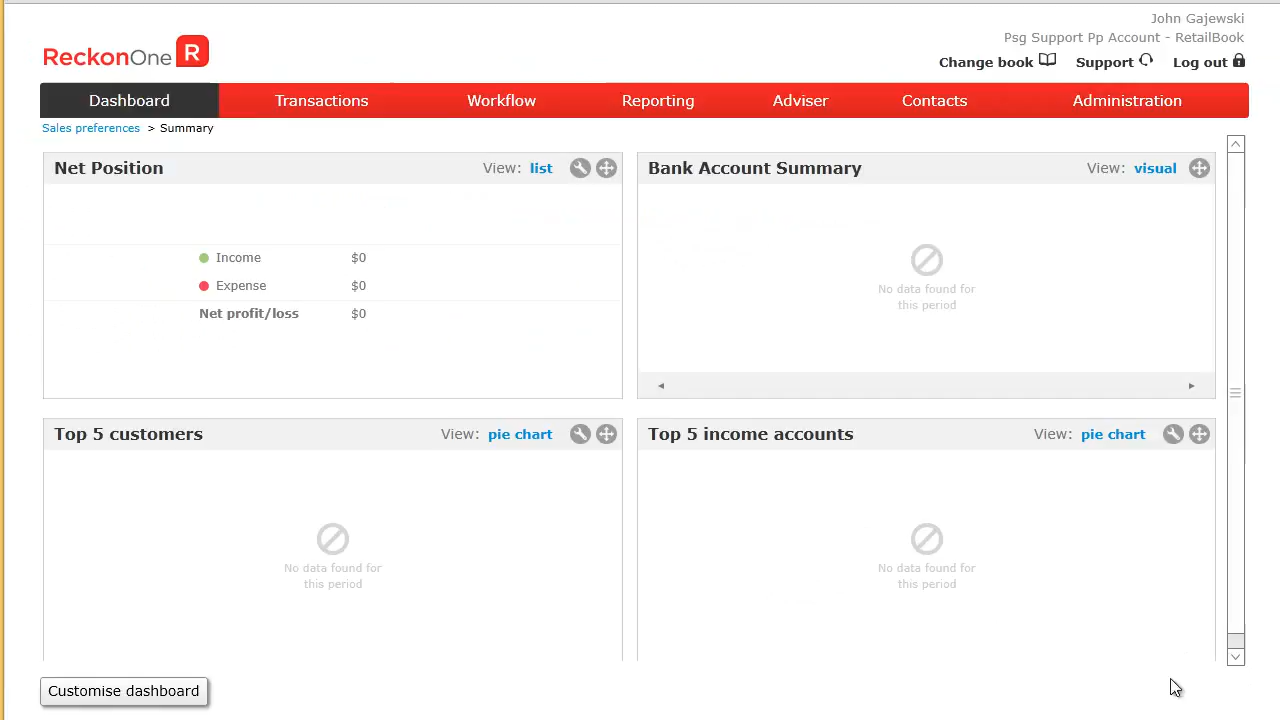 John Gajewski
Psg Support Pp Account - RetailBook
ReckonOne R
Change book Support Log out
Dashboard Transactions Workflow Reporting Adviser Contacts Administration
Sales preferences > Summary
Net Position View: list
Income $0
Expense $0
Net profit/loss $0
Bank Account Summary View: visual
No data found for
this period
Top 5 customers View: pie chart
No data found for
this period
Top 5 income accounts View: pie chart
No data found for
this period
Customise dashboard